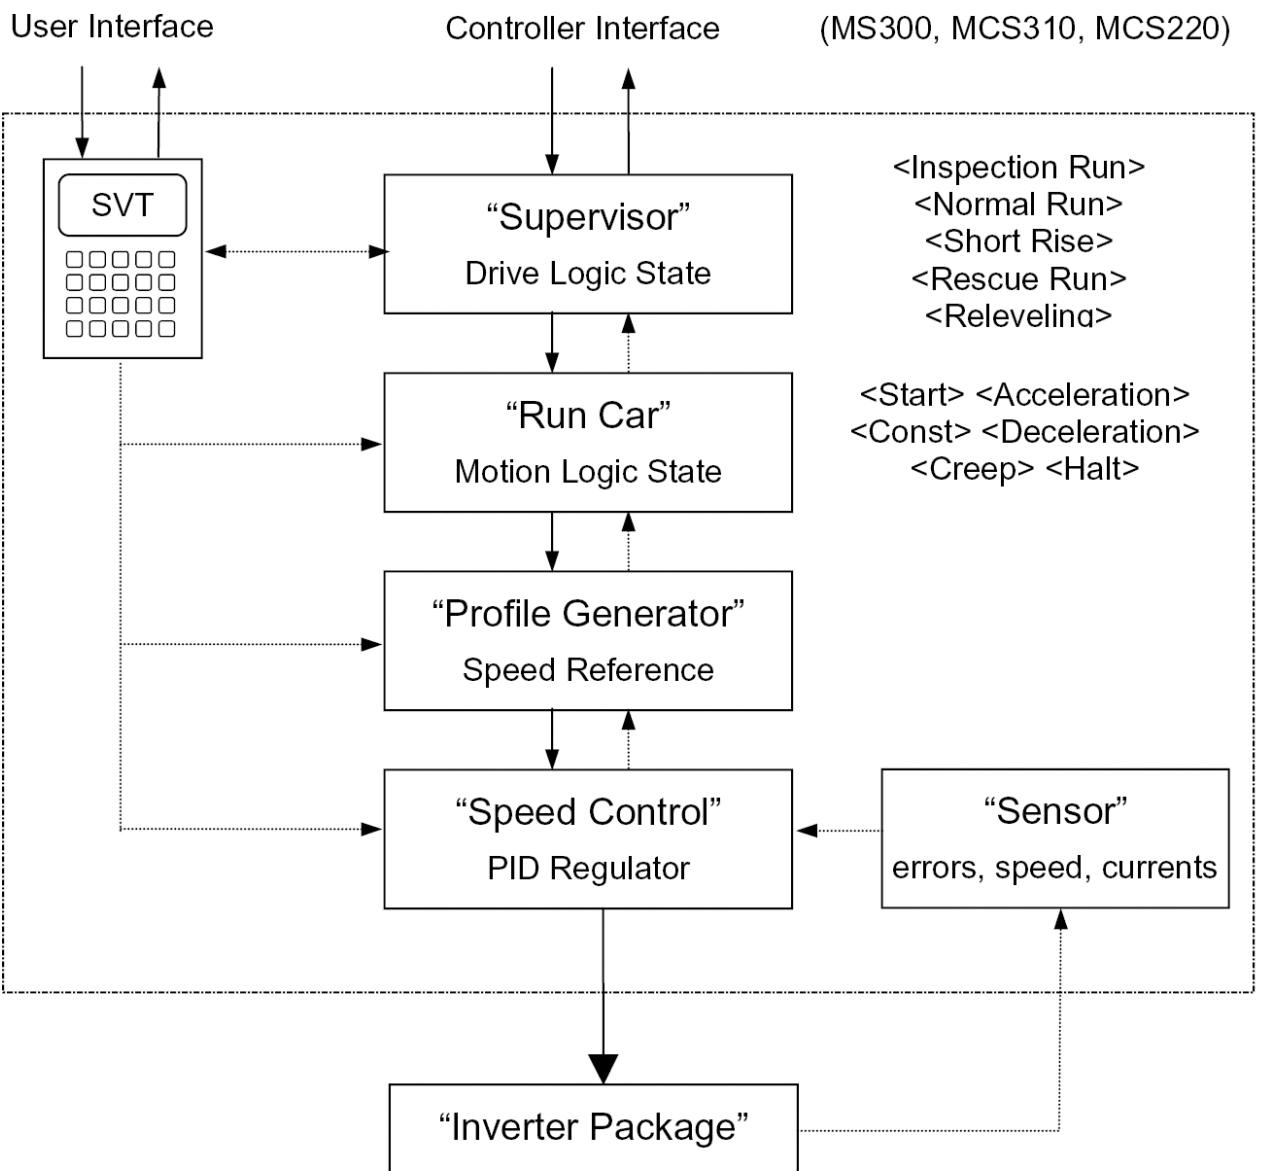 User Interface
Controller Interface
(MS300, MCS310, MCS220)
SVT
“Supervisor”
Drive Logic State
<Inspection Run>
<Normal Run>
<Short Rise>
<Rescue Run>
<Releveling>
“Run Car”
Motion Logic State
<Start> <Acceleration>
<Const> <Deceleration>
<Creep> <Halt>
“Profile Generator”
Speed Reference
“Speed Control”
PID Regulator
“Sensor”
errors, speed, currents
“Inverter Package”